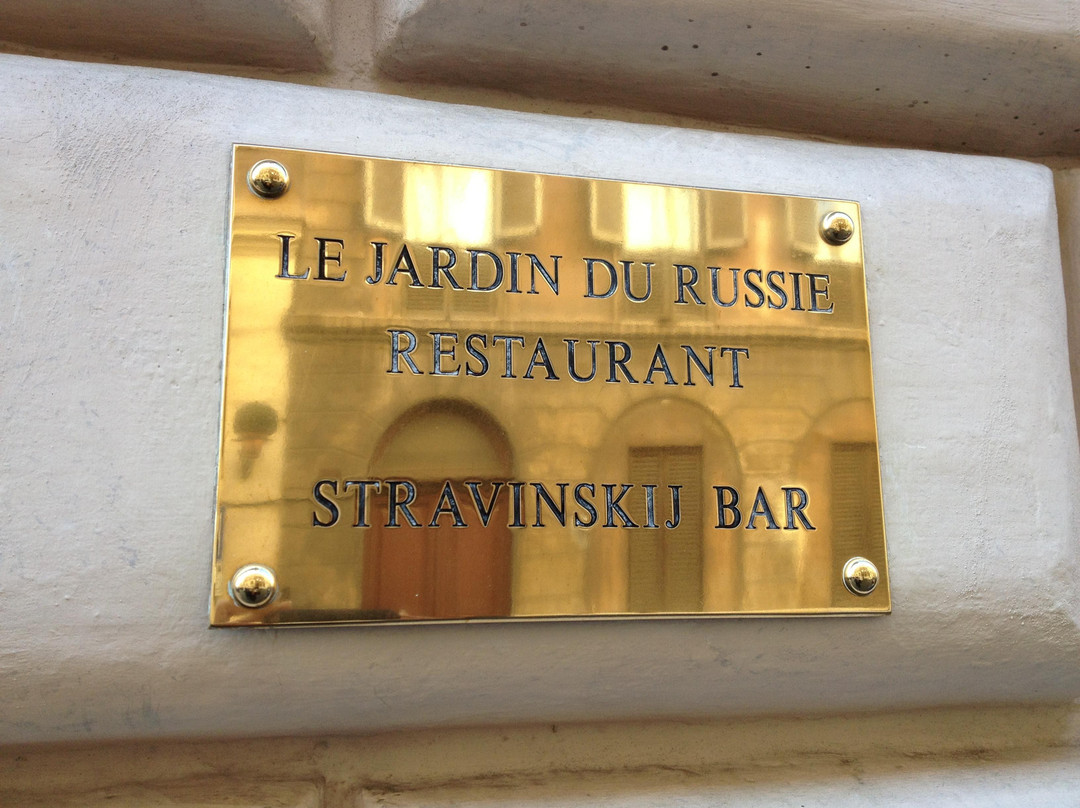 LE JARDIN DU RUSSIE
RESTAURANT
STRAVINSKIJ BAR